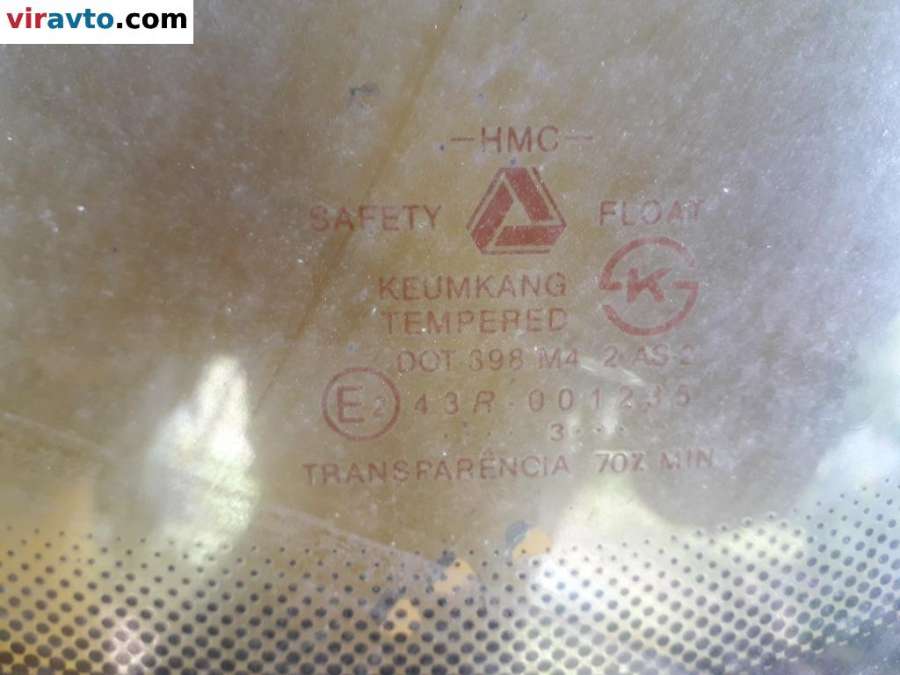 viravto.com
—HMC—
SAFETY FLOAT
KEUMKANG
TEMPERED
K
DOT 398 M4 2 AS 2
E2 43R-001235
3...
TRANSPARÊNCIA 70% MIN